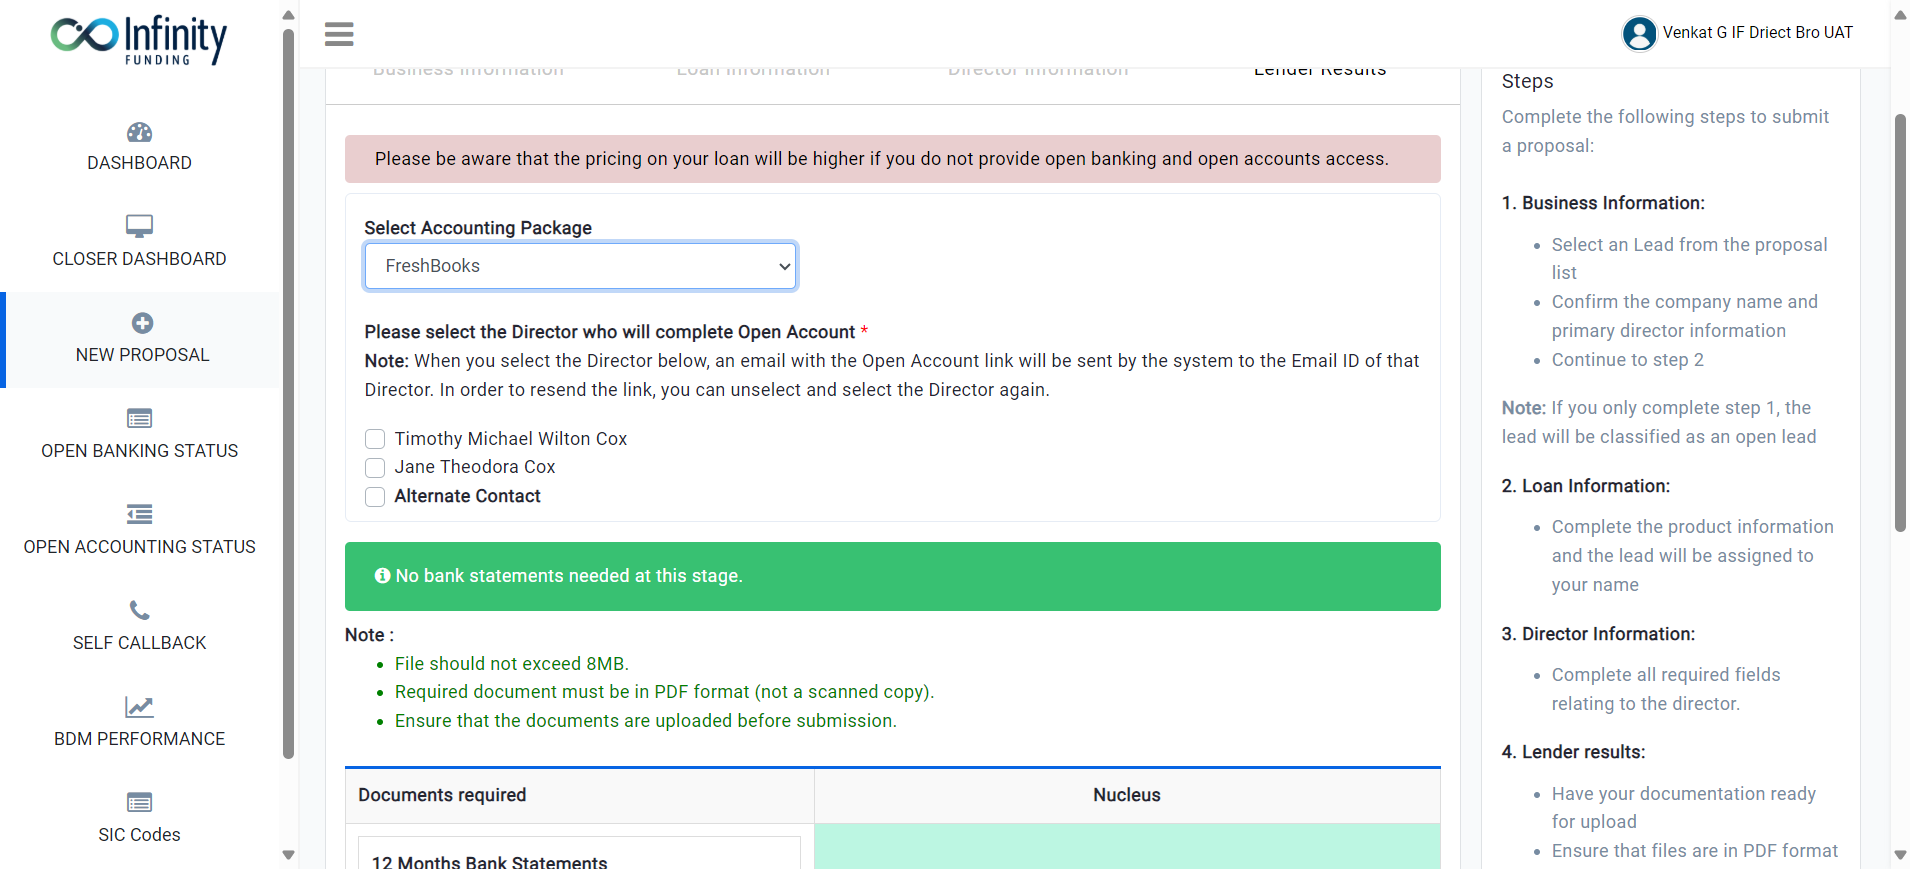 Infinity
FUNDING
DASHBOARD
CLOSER DASHBOARD
NEW PROPOSAL
OPEN BANKING STATUS
OPEN ACCOUNTING STATUS
SELF CALLBACK
BDM PERFORMANCE
SIC Codes
Venkat G IF Driect Bro UAT
Business Information
Loan Information
Director Information
Lender Results
Please be aware that the pricing on your loan will be higher if you do not provide open banking and open accounts access.
Select Accounting Package
FreshBooks
Please select the Director who will complete Open Account *
Note: When you select the Director below, an email with the Open Account link will be sent by the system to the Email ID of that
Director. In order to resend the link, you can unselect and select the Director again.
Timothy Michael Wilton Cox
Jane Theodora Cox
Alternate Contact
No bank statements needed at this stage.
Note :
File should not exceed 8MB.
Required document must be in PDF format (not a scanned copy).
Ensure that the documents are uploaded before submission.
Documents required
Nucleus
12 Months Bank Statements
Steps
Complete the following steps to submit
a proposal:
1. Business Information:
Select an Lead from the proposal
list
Confirm the company name and
primary director information
Continue to step 2
Note: If you only complete step 1, the
lead will be classified as an open lead
2. Loan Information:
Complete the product information
and the lead will be assigned to
your name
3. Director Information:
Complete all required fields
relating to the director.
4. Lender results:
Have your documentation ready
for upload
Ensure that files are in PDF format